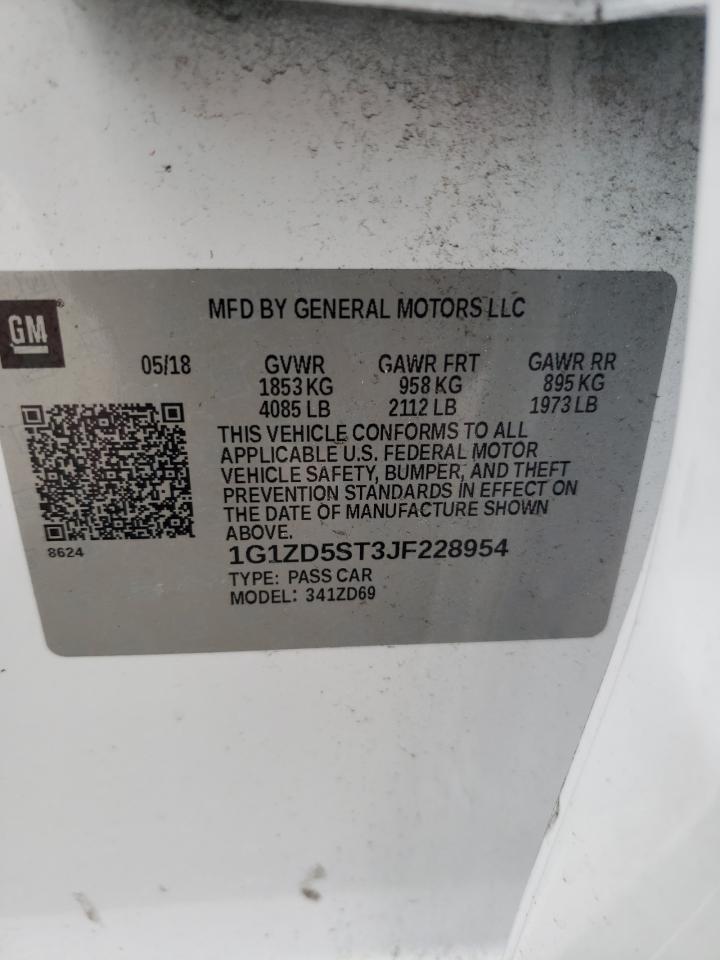 MFD BY GENERAL MOTORS LLC
GM®
05/18 GVWR GAWR FRT GAWR RR
1853 KG 958 KG 895 KG
4085 LB 2112 LB 1973 LB
THIS VEHICLE CONFORMS TO ALL
APPLICABLE U.S. FEDERAL MOTOR
VEHICLE SAFETY, BUMPER, AND THEFT
PREVENTION STANDARDS IN EFFECT ON
THE DATE OF MANUFACTURE SHOWN
ABOVE.
8624
1G1ZD5ST3JF228954
TYPE: PASS CAR
MODEL: 341ZD69